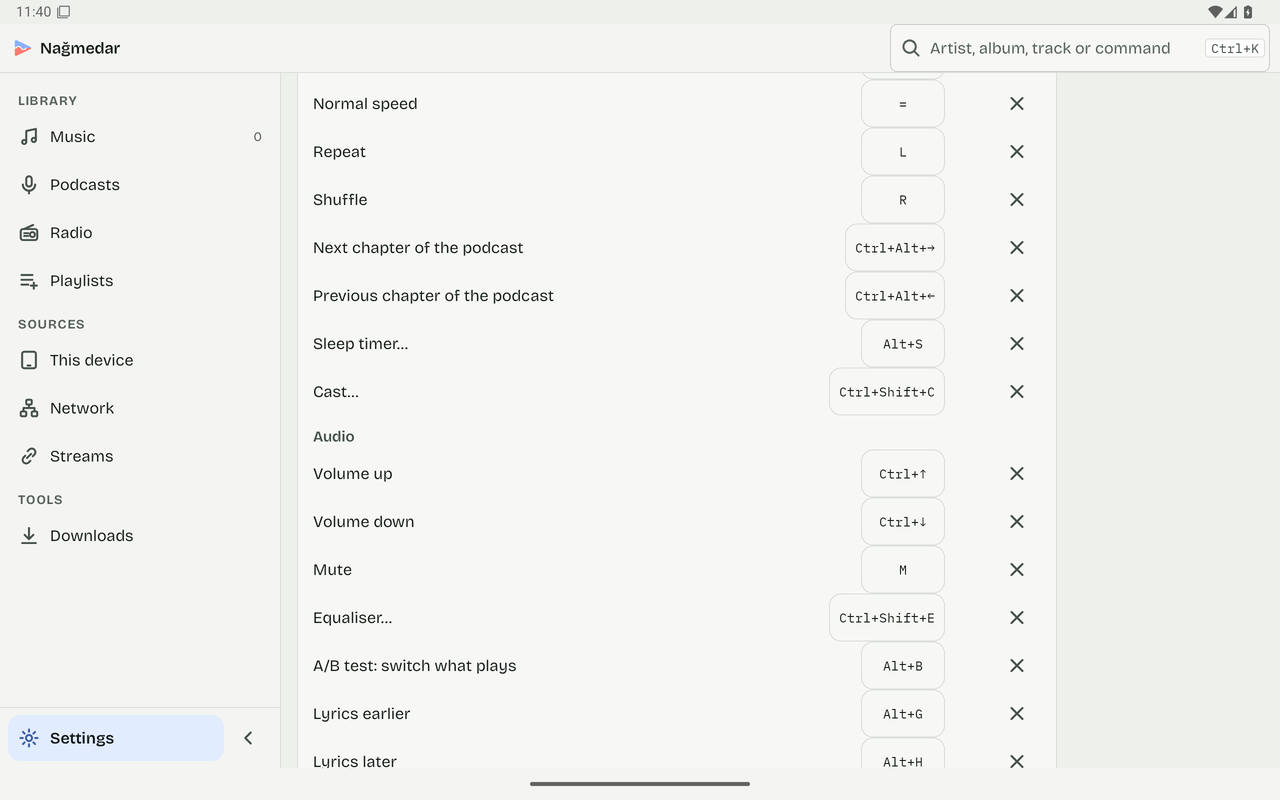 11:40
Nağmedar
Artist, album, track or command
Ctrl+K
LIBRARY
Music
0
Podcasts
Radio
Playlists
SOURCES
This device
Network
Streams
TOOLS
Downloads
Settings
Normal speed
=
Repeat
L
Shuffle
R
Next chapter of the podcast
Ctrl+Alt+→
Previous chapter of the podcast
Ctrl+Alt+←
Sleep timer...
Alt+S
Cast...
Ctrl+Shift+C
Audio
Volume up
Ctrl+↑
Volume down
Ctrl+↓
Mute
M
Equaliser...
Ctrl+Shift+E
A/B test: switch what plays
Alt+B
Lyrics earlier
Alt+G
Lyrics later
Alt+H